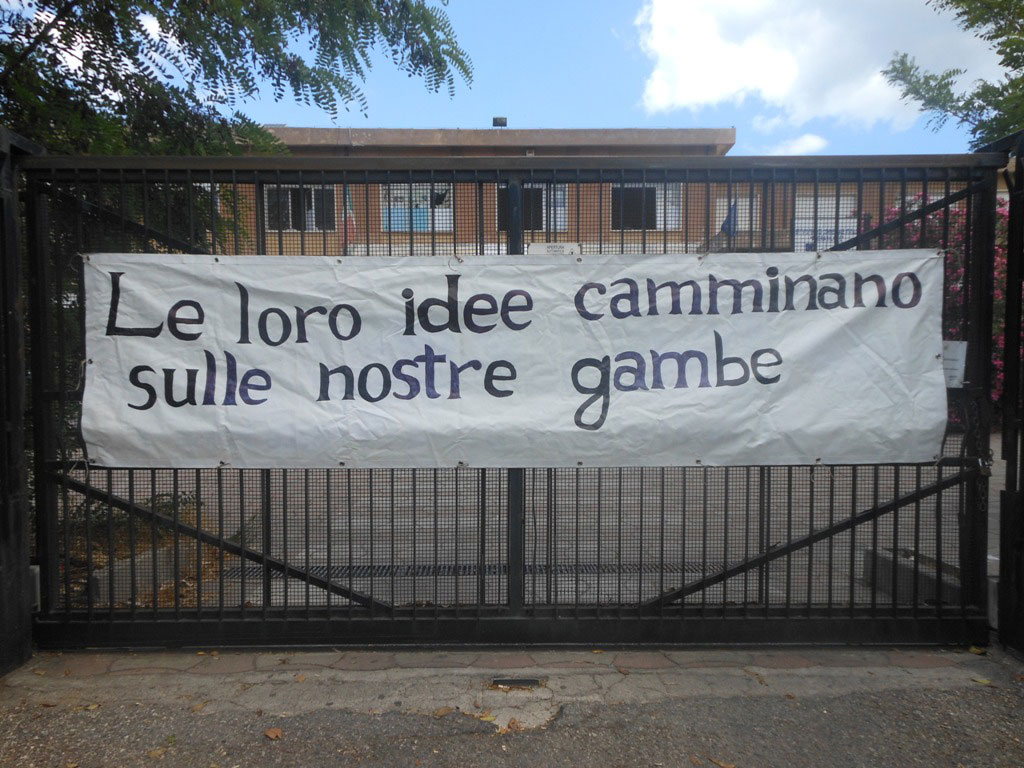 Le loro idee camminano
sulle nostre gambe